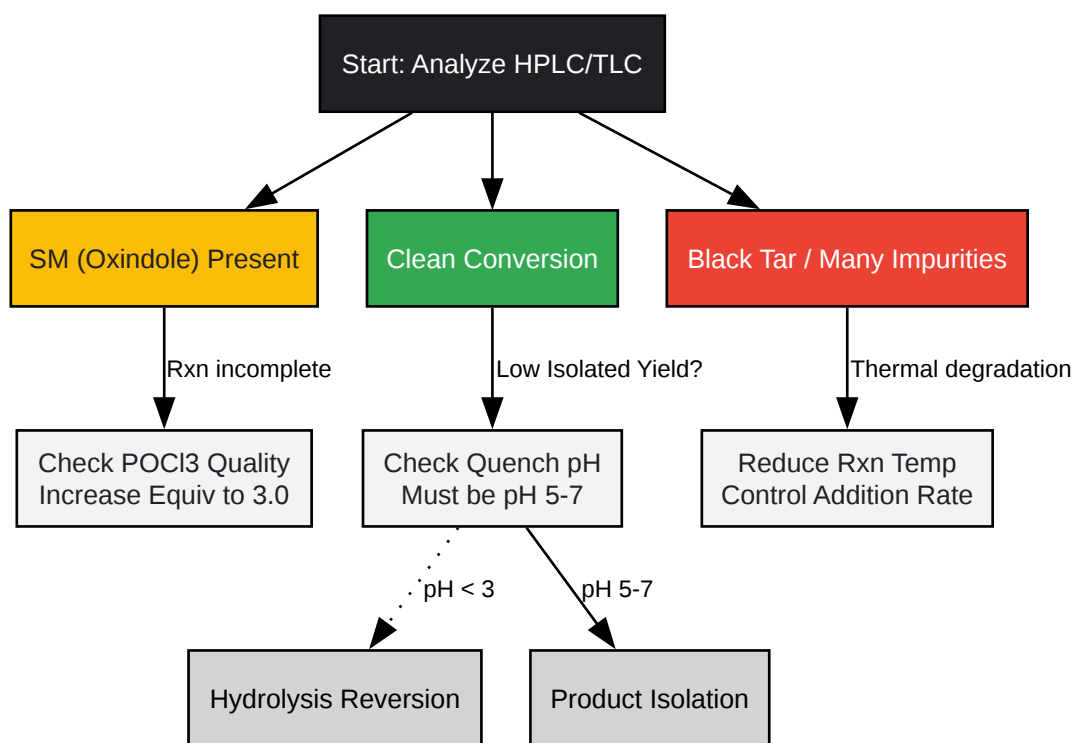 Start: Analyze HPLC/TLC
SM (Oxindole) Present
Clean Conversion
Black Tar / Many Impurities
Rxn incomplete
Low Isolated Yield?
Thermal degradation
Check POCl3 Quality
Increase Equiv to 3.0
Check Quench pH
Must be pH 5-7
Reduce Rxn Temp
Control Addition Rate
pH < 3
pH 5-7
Hydrolysis Reversion
Product Isolation